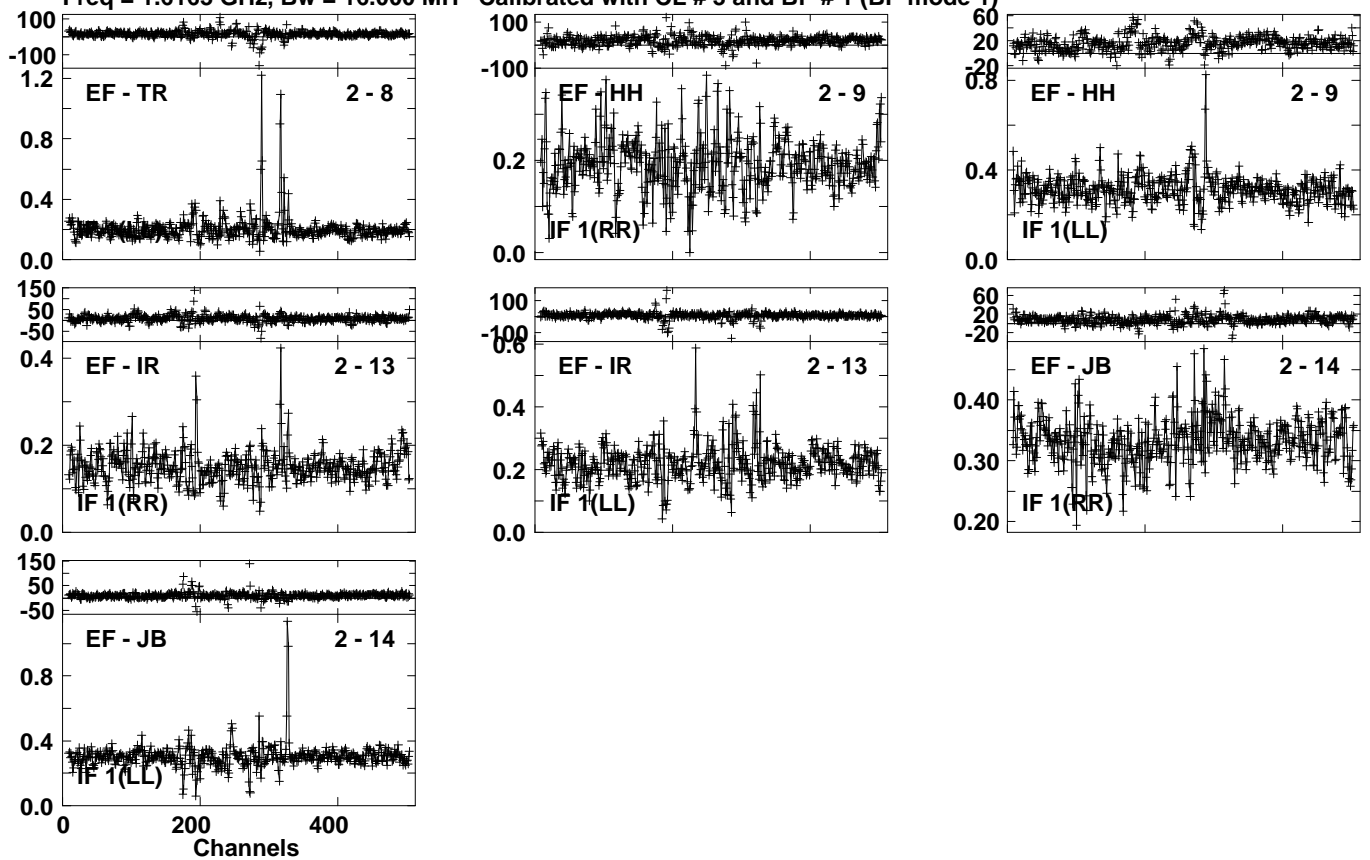 Freq = GHz, Bw = 16.000 MH Calibrated with CL # and BP # 1 (BP mode 1)
100
-100
EF - TR 2 - 8
1.2
0.8
0.4
0.0
100
-100
EF - HH 2 - 9
0.2
0.0
IF 1(RR)
60
20
-20
EF - HH 2 - 9
0.8
0.4
0.0
IF 1(LL)
150
50
-50
EF - IR 2 - 13
0.4
0.2
0.0
IF 1(RR)
100
-100
EF - IR 2 - 13
0.6
0.4
0.2
0.0
IF 1(LL)
60
20
-20
EF - JB 2 - 14
0.40
0.30
0.20
IF 1(RR)
150
50
-50
EF - JB 2 - 14
0.8
0.4
0.0
IF 1(LL)
0 200 400
Channels